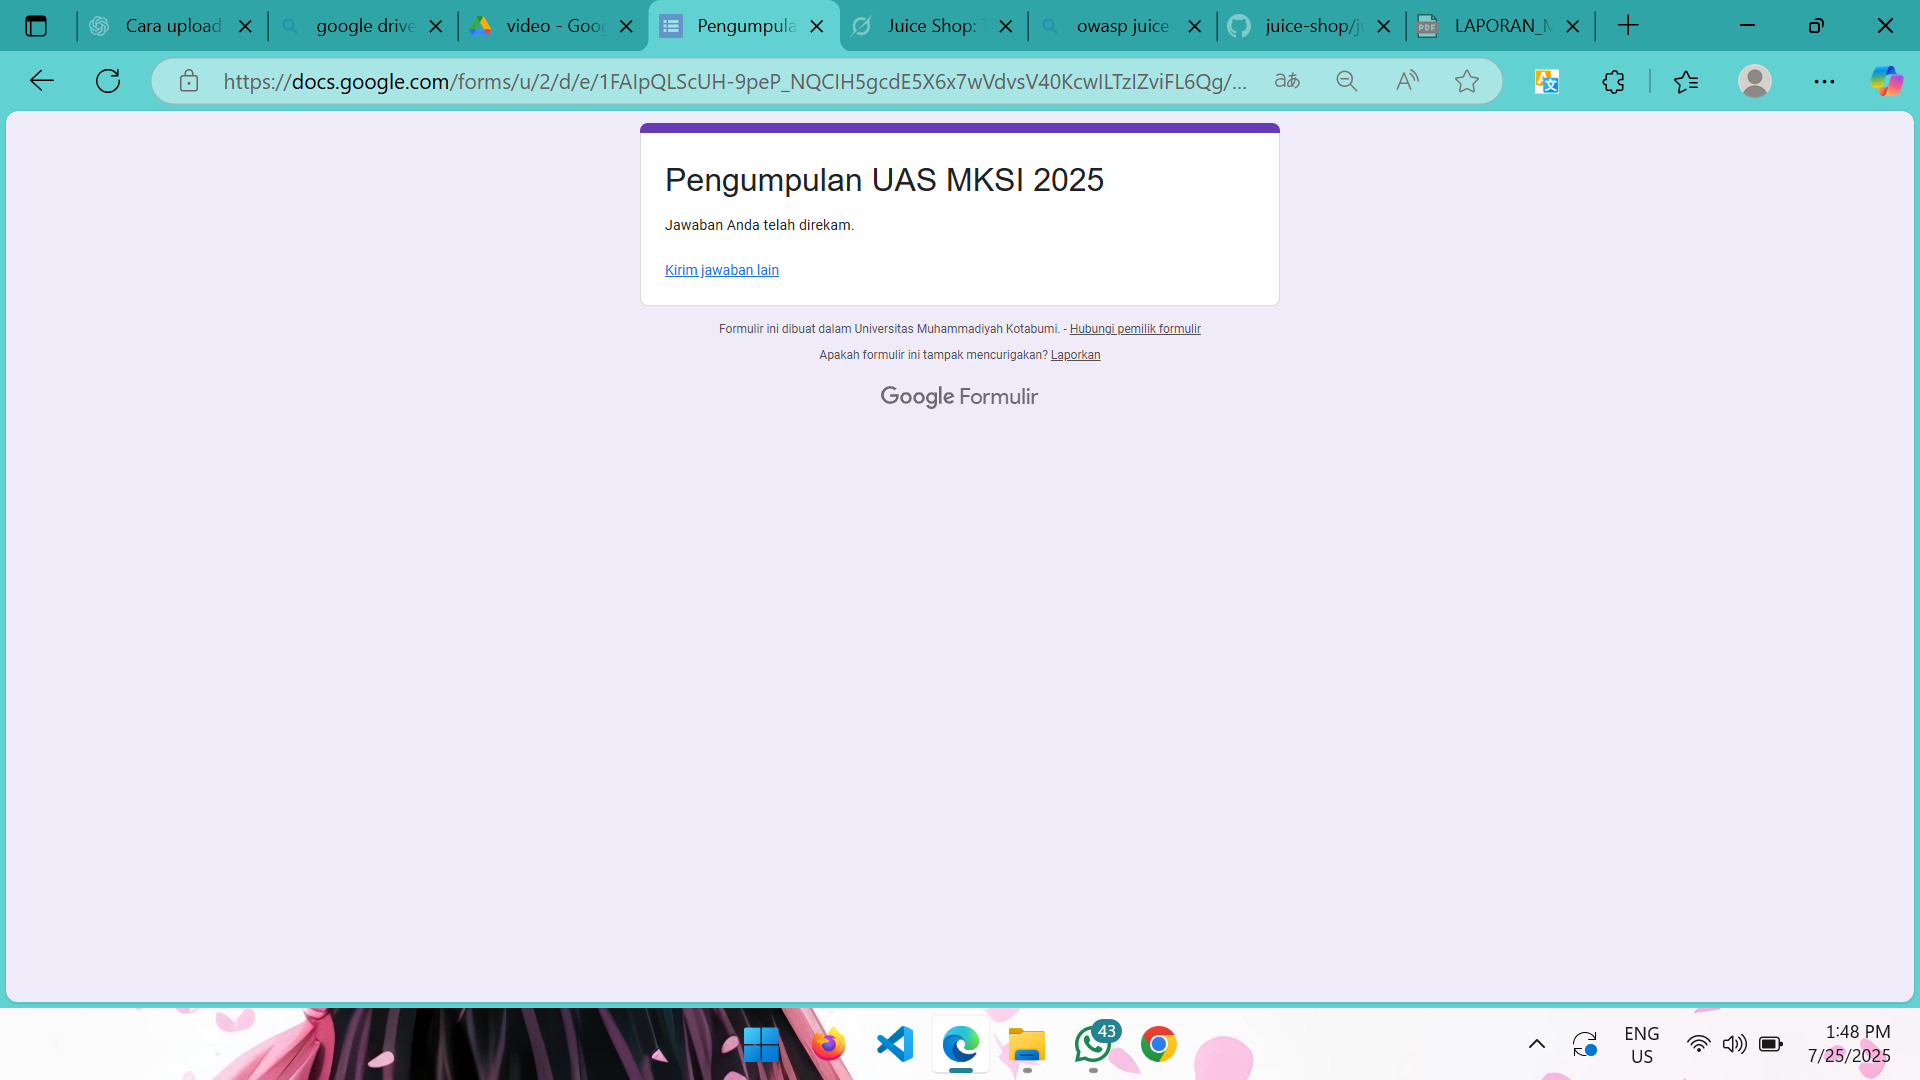 Cara upload
google drive
video - Goog
Pengumpula
Juice Shop:
owasp juice
juice-shop/ju
LAPORAN_M
https://docs.google.com/forms/u/2/d/e/1FAIpQLScUH-9peP_NQCIH5gcdE5X6x7wVdvsV40KcwILTzIZviFL6Qg/...
Pengumpulan UAS MKSI 2025
Jawaban Anda telah direkam.
Kirim jawaban lain
Formulir ini dibuat dalam Universitas Muhammadiyah Kotabumi. - Hubungi pemilik formulir
Apakah formulir ini tampak mencurigakan? Laporkan
Google Formulir
43
ENG
US
1:48 PM
7/25/2025